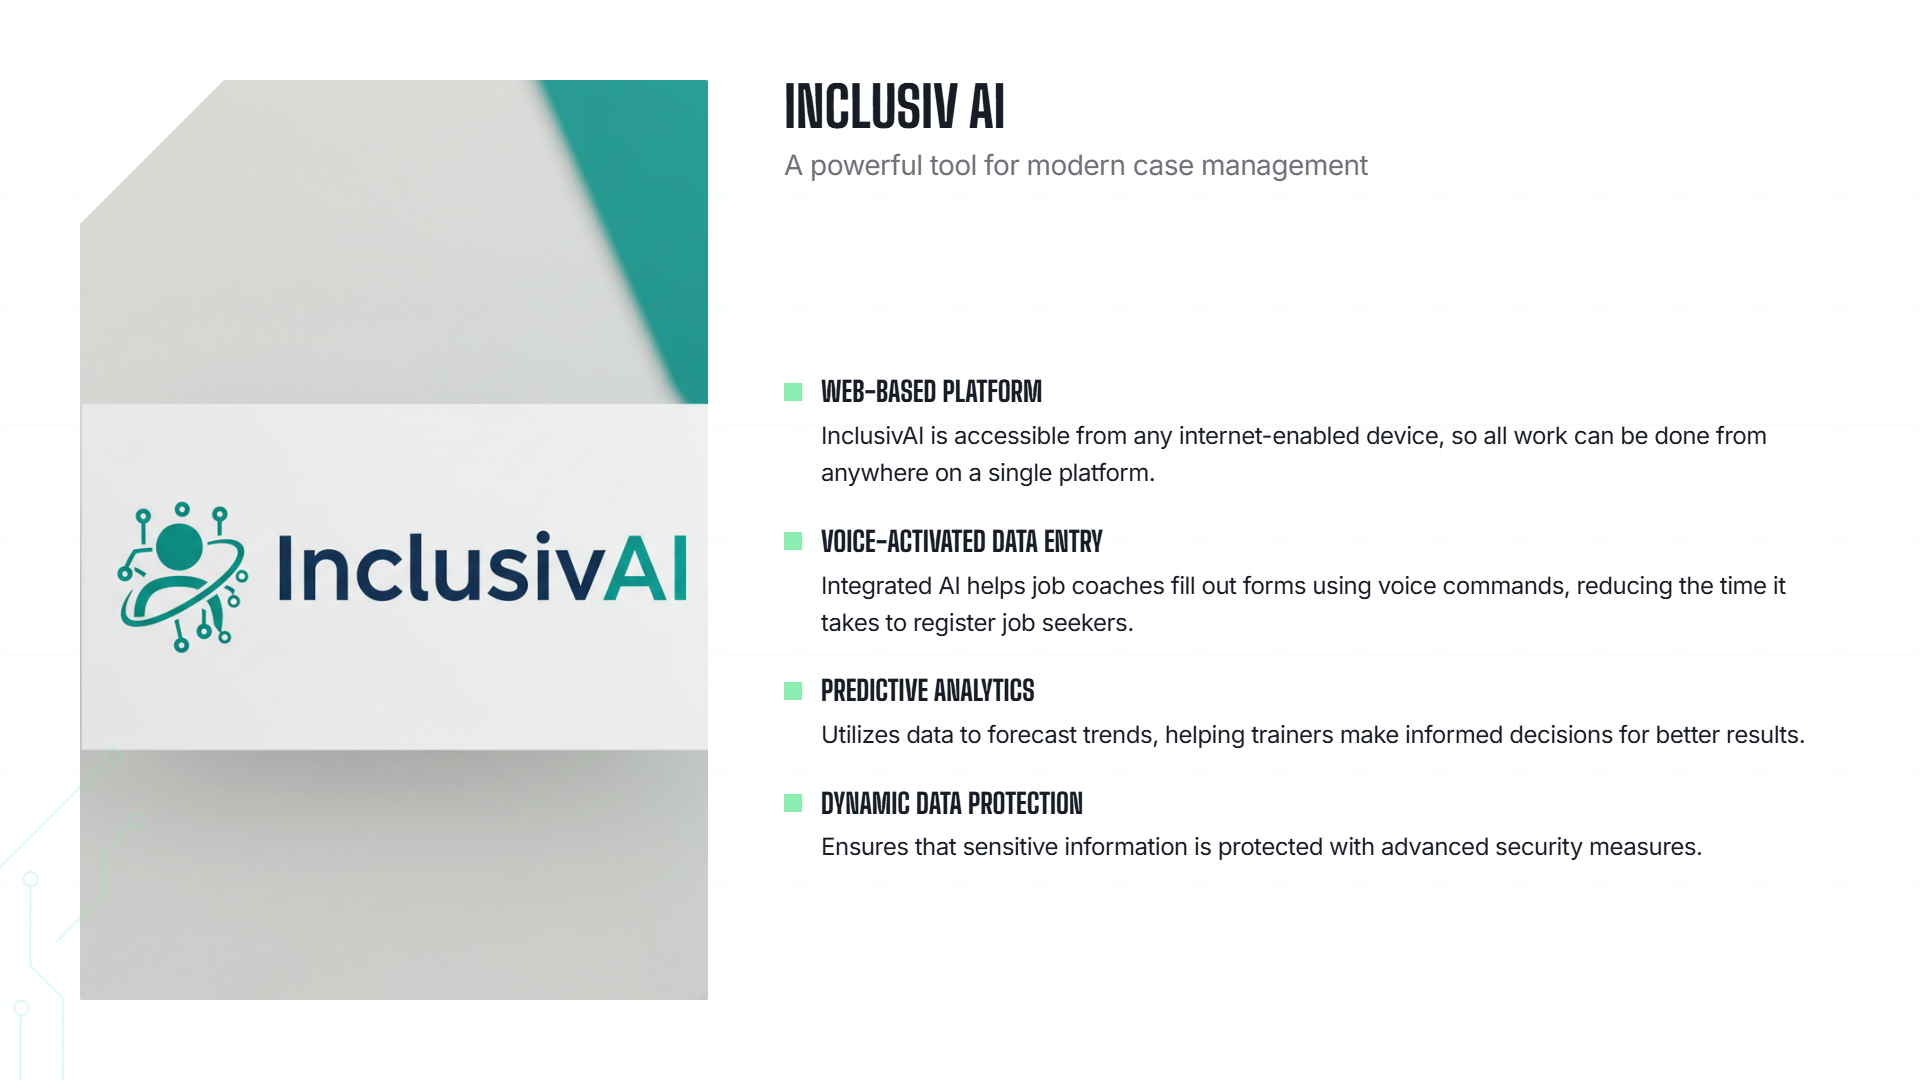 InclusivAI
INCLUSIV AI
A powerful tool for modern case management
WEB-BASED PLATFORM
InclusivAI is accessible from any internet-enabled device, so all work can be done from
anywhere on a single platform.
VOICE-ACTIVATED DATA ENTRY
Integrated AI helps job coaches fill out forms using voice commands, reducing the time it
takes to register job seekers.
PREDICTIVE ANALYTICS
Utilizes data to forecast trends, helping trainers make informed decisions for better results.
DYNAMIC DATA PROTECTION
Ensures that sensitive information is protected with advanced security measures.